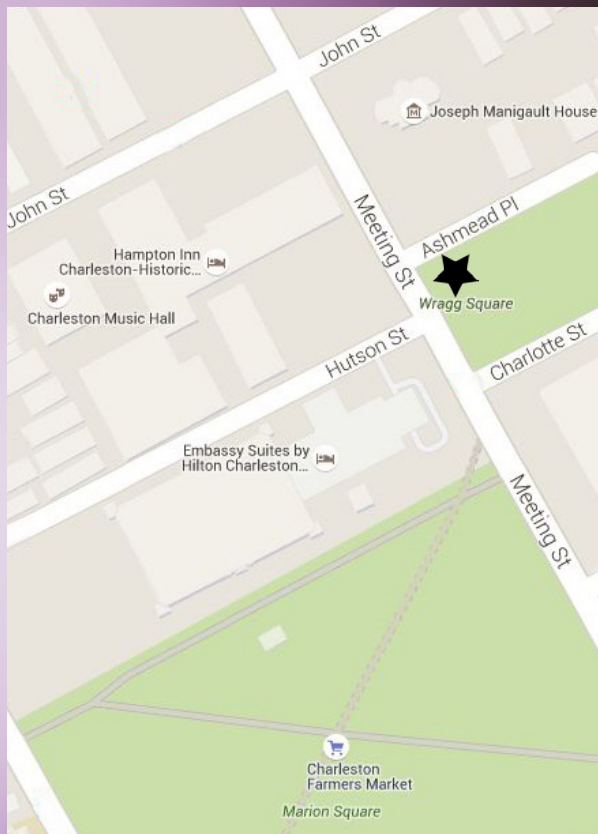 John St
Joseph Manigault House
John St
Meeting St
Ashmead Pl
Hampton Inn
Charleston-Historic...
Wragg Square
Charleston Music Hall
Hutson St
Charlotte St
Embassy Suites by
Hilton Charleston...
Meeting St
Charleston
Farmers Market
Marion Square